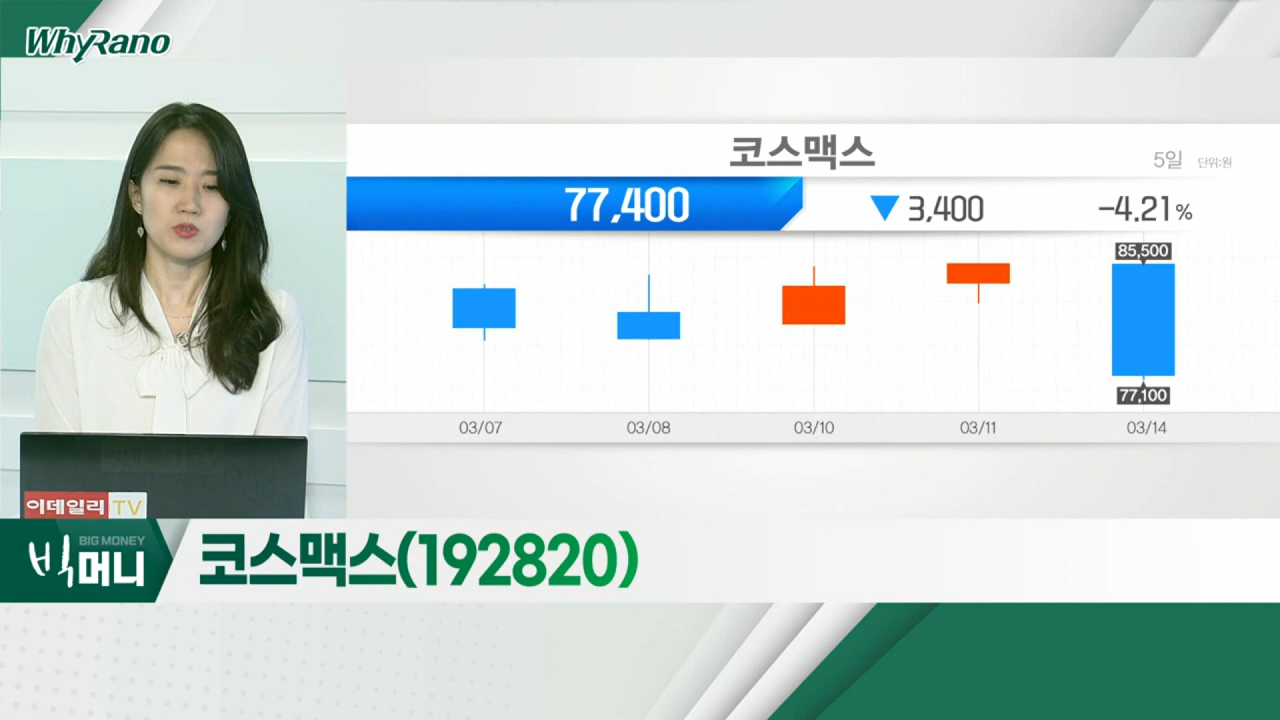 WhyRano
코스맥스
5일 단위:원
77,400 ▼ 3,400 -4.21%
85,500
77,100
03/07 03/08 03/10 03/11 03/14
이데일리 TV
BIG MONEY
빅머니
코스맥스(192820)